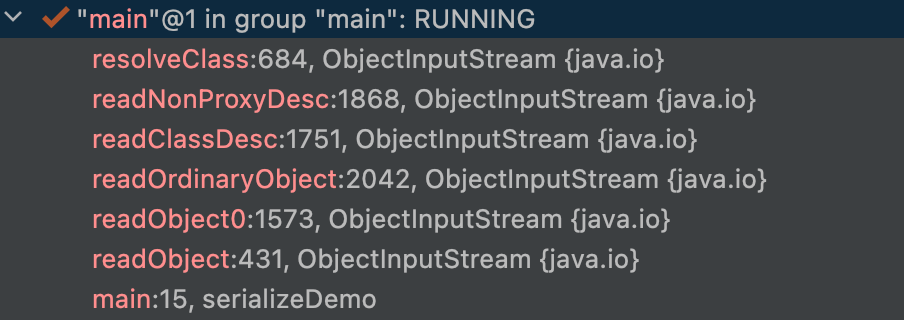 "main"@1 in group "main": RUNNING
resolveClass:684, ObjectInputStream {java.io}
readNonProxyDesc:1868, ObjectInputStream {java.io}
readClassDesc:1751, ObjectInputStream {java.io}
readOrdinaryObject:2042, ObjectInputStream {java.io}
readObject0:1573, ObjectInputStream {java.io}
readObject:431, ObjectInputStream {java.io}
main:15, serializeDemo